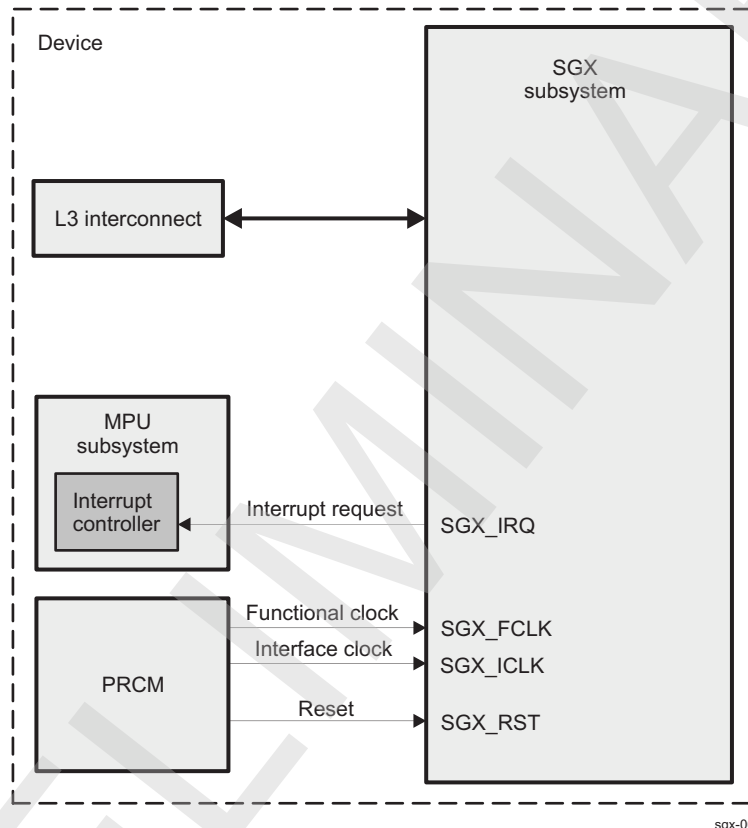 Device
SGX
subsystem
L3 interconnect
MPU
subsystem
Interrupt
controller
Interrupt request
SGX_IRQ
Functional clock
SGX_FCLK
Interface clock
SGX_ICLK
PRCM
Reset
SGX_RST